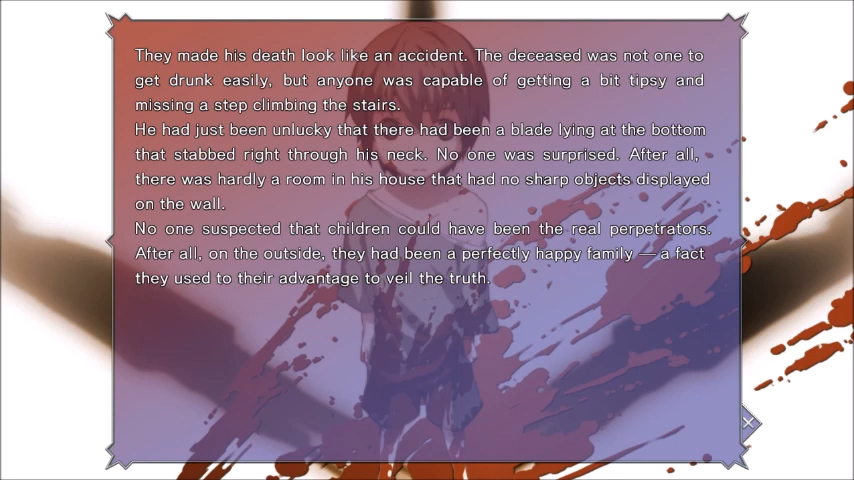 They made his death look like an accident. The deceased was not one to
get drunk easily, but anyone was capable of getting a bit tipsy and
missing a step climbing the stairs.
He had just been unlucky that there had been a blade lying at the bottom
that stabbed right through his neck. No one was surprised. After all,
there was hardly a room in his house that had no sharp objects displayed
on the wall.
No one suspected that children could have been the real perpetrators.
After all, on the outside, they had been a perfectly happy family — a fact
they used to their advantage to veil the truth.